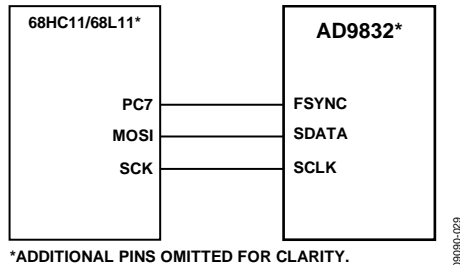 68HC11/68L11*
AD9832*
PC7
FSYNC
MOSI
SDATA
SCK
SCLK
*ADDITIONAL PINS OMITTED FOR CLARITY.
09090-029